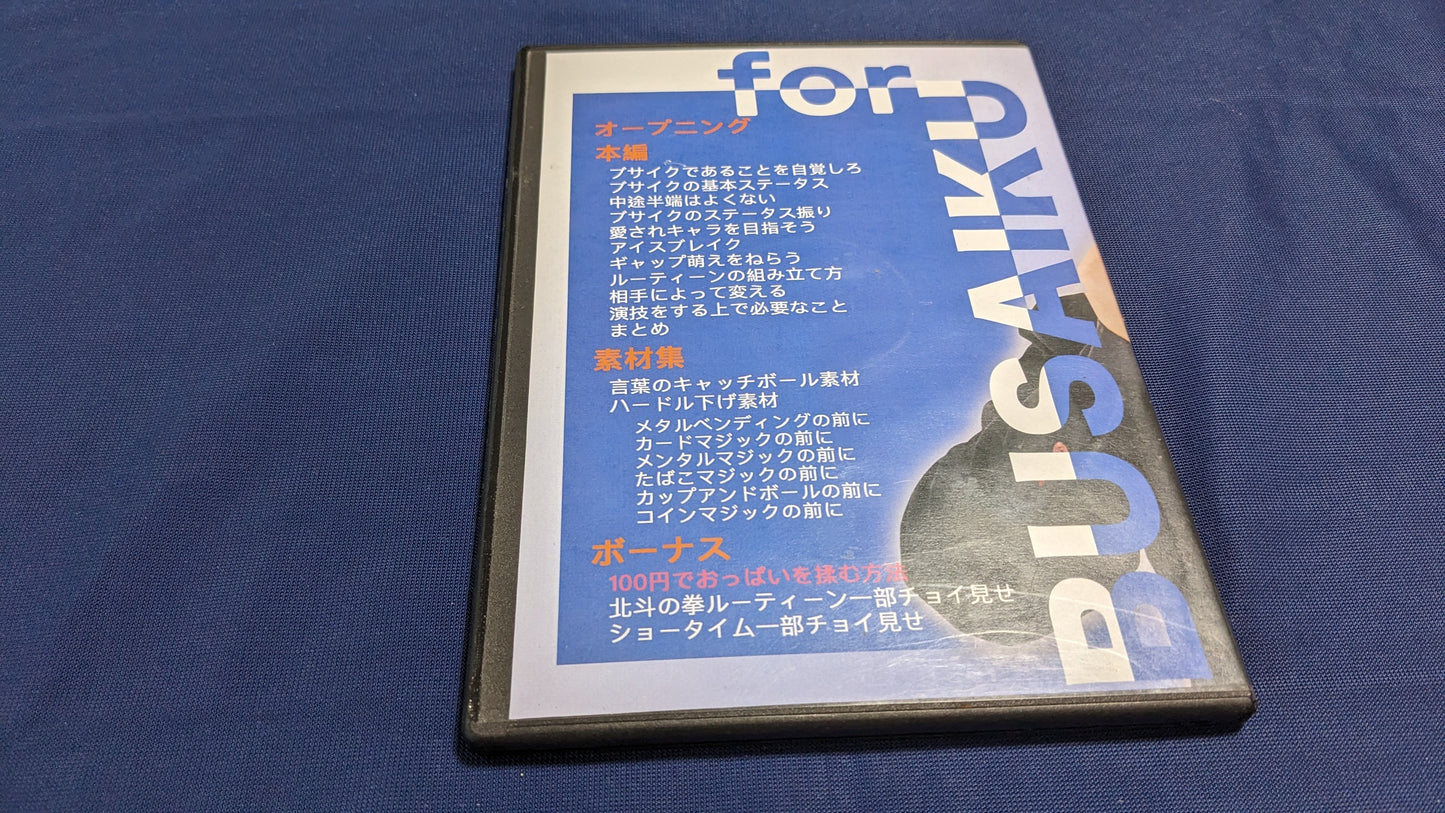 for
BUSAIKU
オープニング
本編
ブサイクであることを自覚しろ
ブサイクの基本ステータス
中途半端はよくない
ブサイクのステータス振り
愛されキャラを目指そう
アイスブレイク
ギャップ萌えをねらう
ルーティーンの組み立て方
相手によって変える
演技をする上で必要なこと
まとめ
素材集
言葉のキャッチボール素材
ハードル下げ素材
メタルベンディングの前に
カードマジックの前に
メンタルマジックの前に
たばこマジックの前に
カップアンドボールの前に
コインマジックの前に
ボーナス
100円でおっぱいを揉む方法
北斗の拳ルーティーン一部チョイ見せ
ショータイム一部チョイ見せ